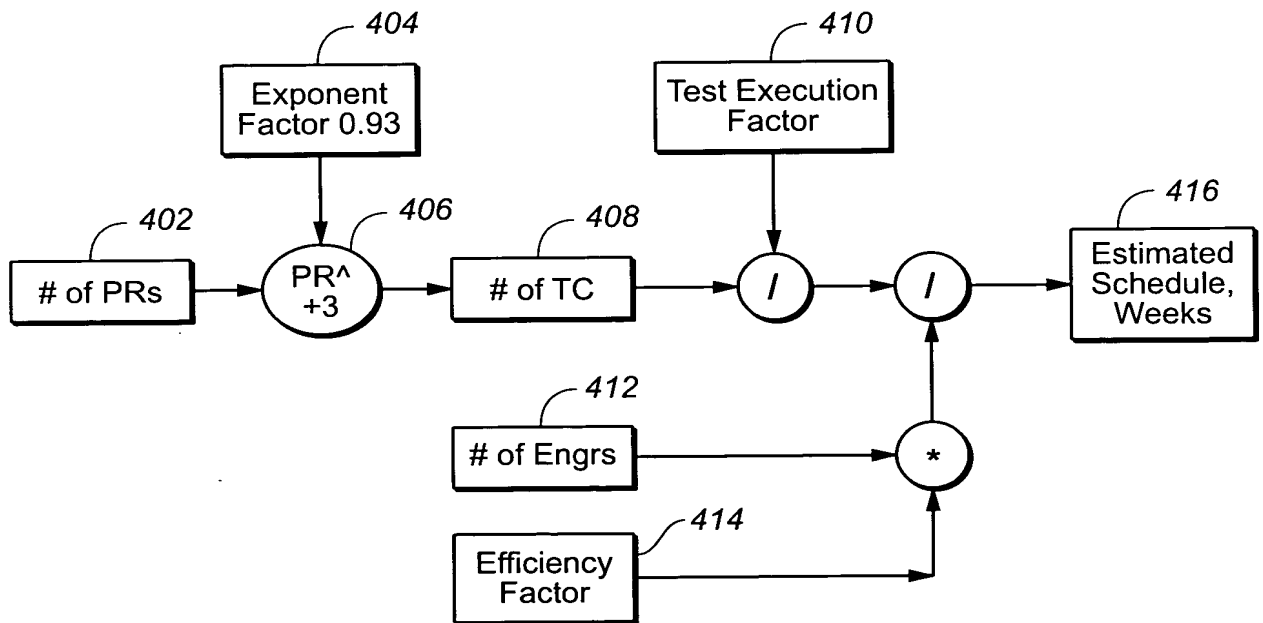 404
Exponent
Factor 0.93
410
Test Execution
Factor
402
# of PRs
406
PR^
+3
408
# of TC
/
/
416
Estimated
Schedule,
Weeks
412
# of Engrs
*
414
Efficiency
Factor